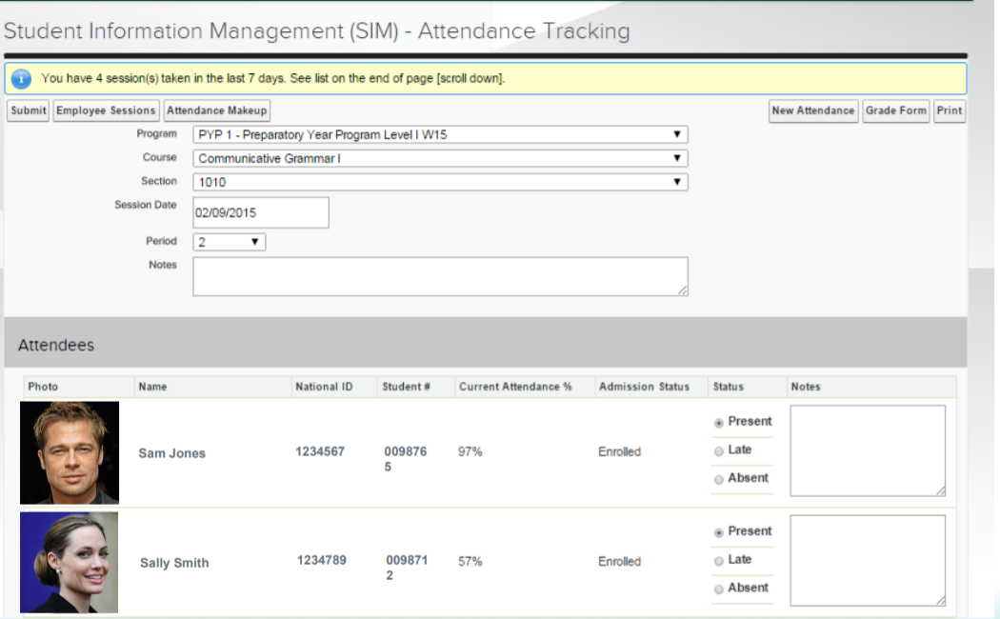 Student Information Management (SIM) - Attendance Tracking
You have 4 session(s) taken in the last 7 days. See list on the end of page [scroll down].
Submit Employee Sessions Attendance Makeup New Attendance Grade Form Print
Program PYP 1 - Preparatory Year Program Level I W15
Course Communicative Grammar I
Section 1010
Session Date 02/09/2015
Period 2
Notes
Attendees
Photo Name National ID Student # Current Attendance % Admission Status Status Notes
Present
Sam Jones 1234567 009876 97% Enrolled Late
5
Absent
Present
Sally Smith 1234789 009871 57% Enrolled Late
2
Absent